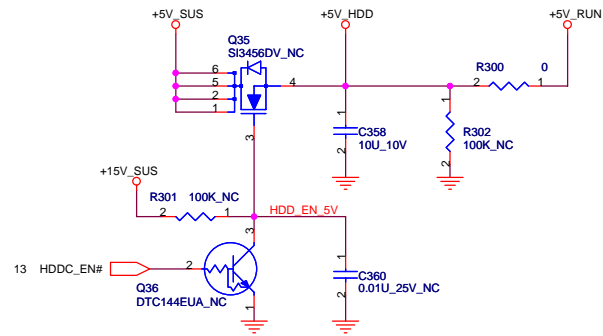 +5V_SUS
+5V_HDD
+5V_RUN
Q35
SI3456DV_NC
R300 0
6
5
2
1
4
2 1
3
1
C358
10U_10V
2
1
R302
100K_NC
2
+15V_SUS
R301 100K_NC
2 1
HDD_EN_5V
3
13 HDDC_EN#
2
1
C360
0.01U_25V_NC
2
Q36
DTC144EUA_NC
1